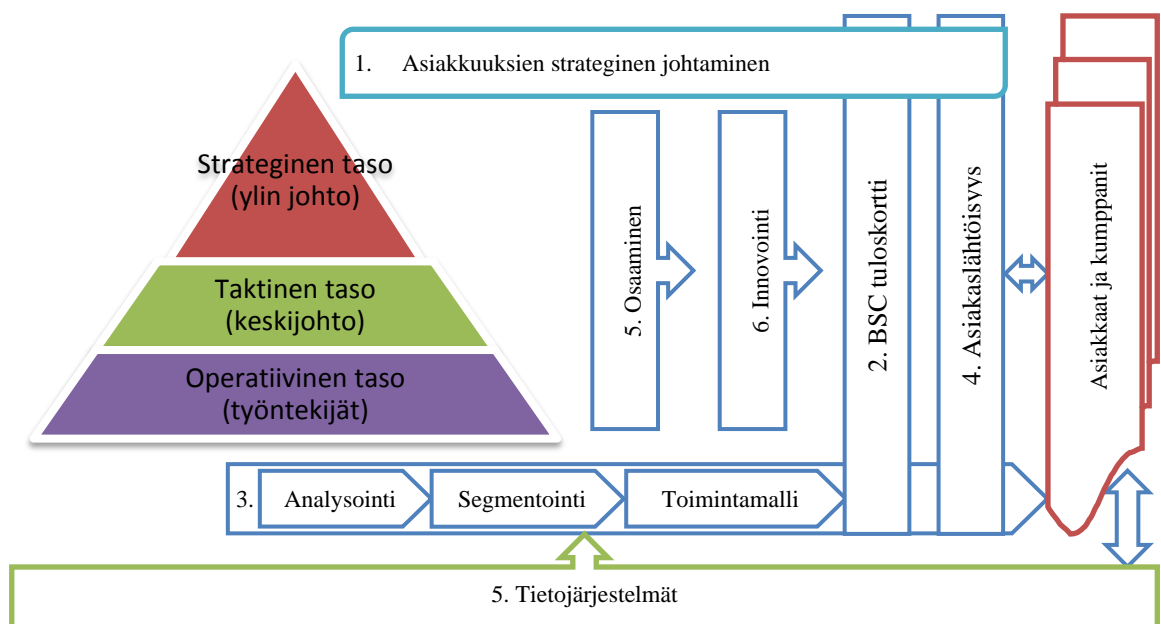 1. Asiakkuuksien strateginen johtaminen
Strateginen taso
(ylin johto)
Taktinen taso
(keskijohto)
Operatiivinen taso
(työntekijät)
5. Osaaminen
6. Innovointi
2. BSC tuloskortti
4. Asiakaslähtöisyys
Asiakkaat ja kumppanit
3.
Analysointi
Segmentointi
Toimintamalli
5. Tietojärjestelmät